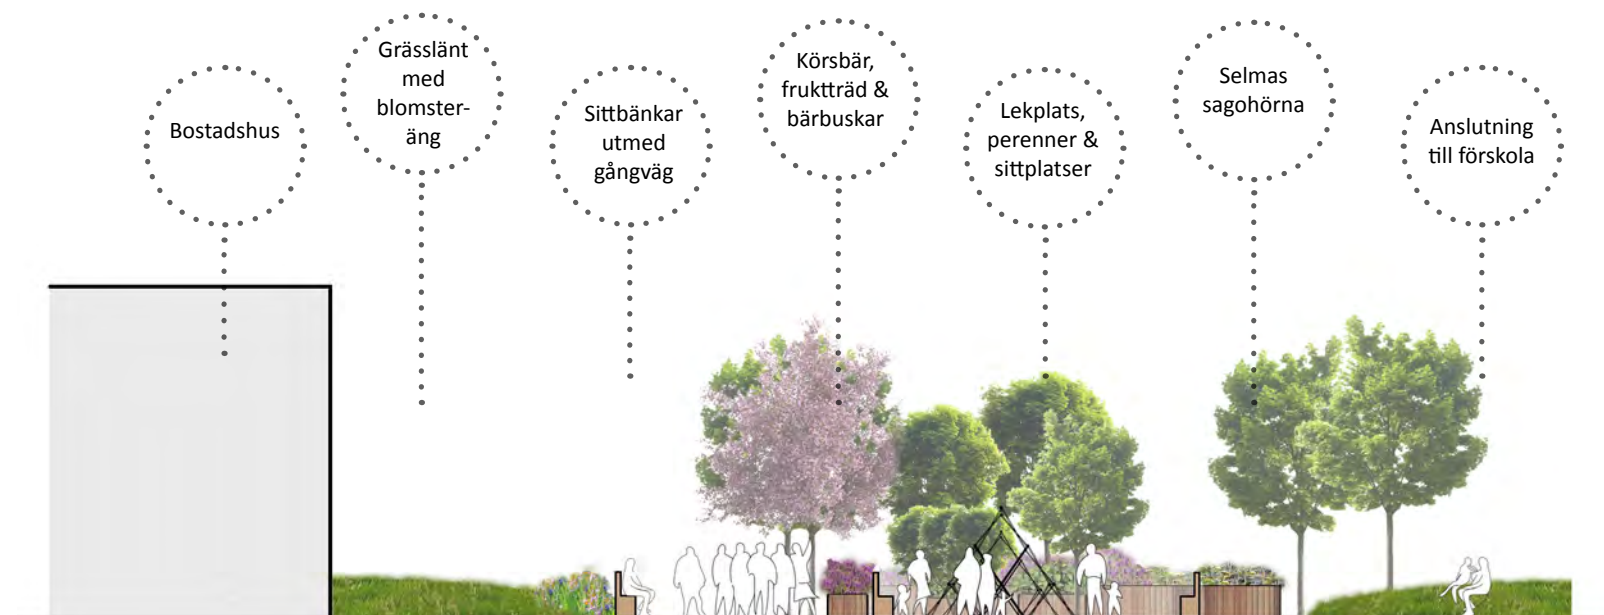 Bostadshus
Grässlänt
med
blomster-
äng
Sittbänkar
utmed
gångväg
Körsbär,
fruktträd &
bärbuskar
Lekplats,
perenner &
sittplatser
Selmas
sagohörna
Anslutning
till förskola